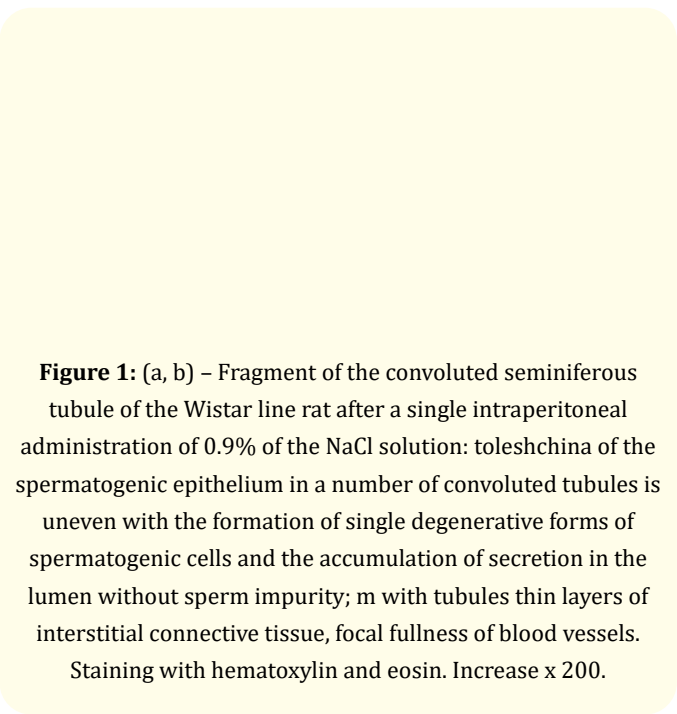 Figure 1: (a, b) – Fragment of the convoluted seminiferous
tubule of the Wistar line rat after a single intraperitoneal
administration of 0.9% of the NaCl solution: toleshchina of the
spermatogenic epithelium in a number of convoluted tubules is
uneven with the formation of single degenerative forms of
spermatogenic cells and the accumulation of secretion in the
lumen without sperm impurity; m with tubules thin layers of
interstitial connective tissue, focal fullness of blood vessels.
Staining with hematoxylin and eosin. Increase x 200.